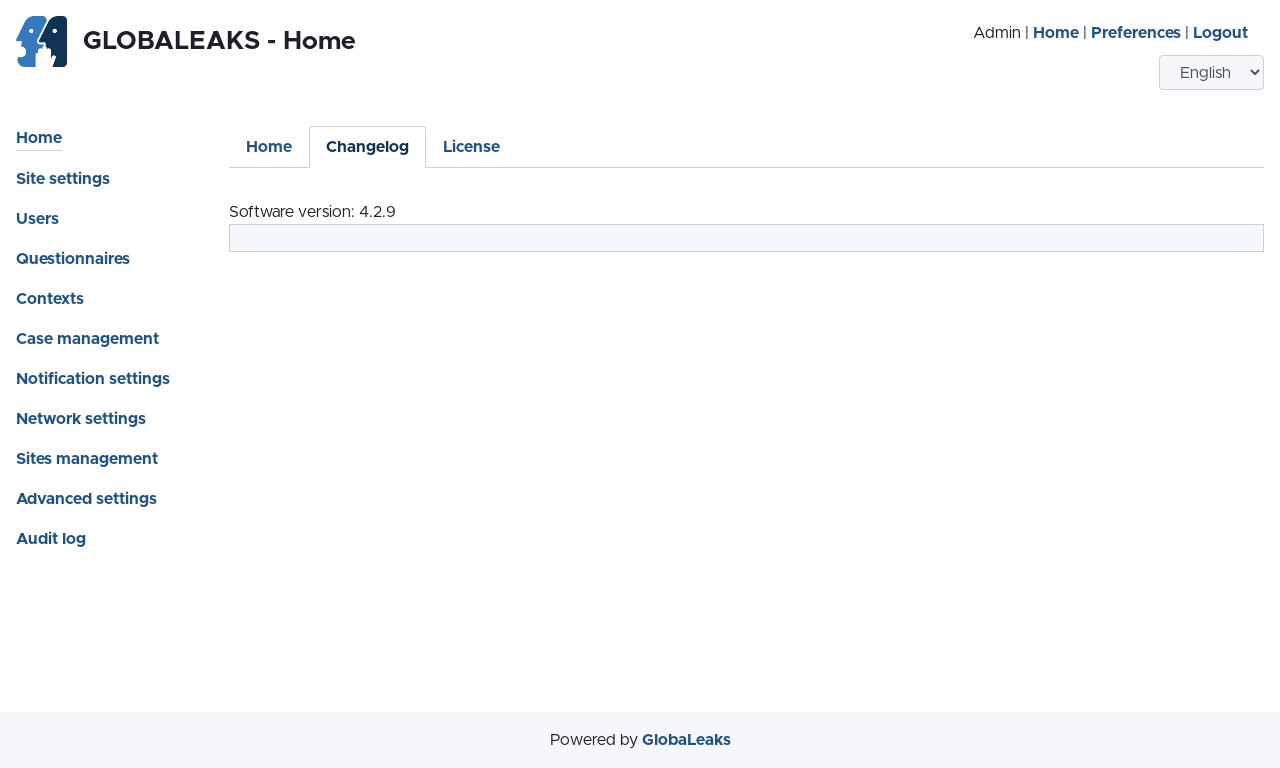 GLOBALEAKS - Home
Admin | Home | Preferences | Logout
English
Home
Site settings
Users
Questionnaires
Contexts
Case management
Notification settings
Network settings
Sites management
Advanced settings
Audit log
Home Changelog License
Software version: 4.2.9
Powered by GlobaLeaks